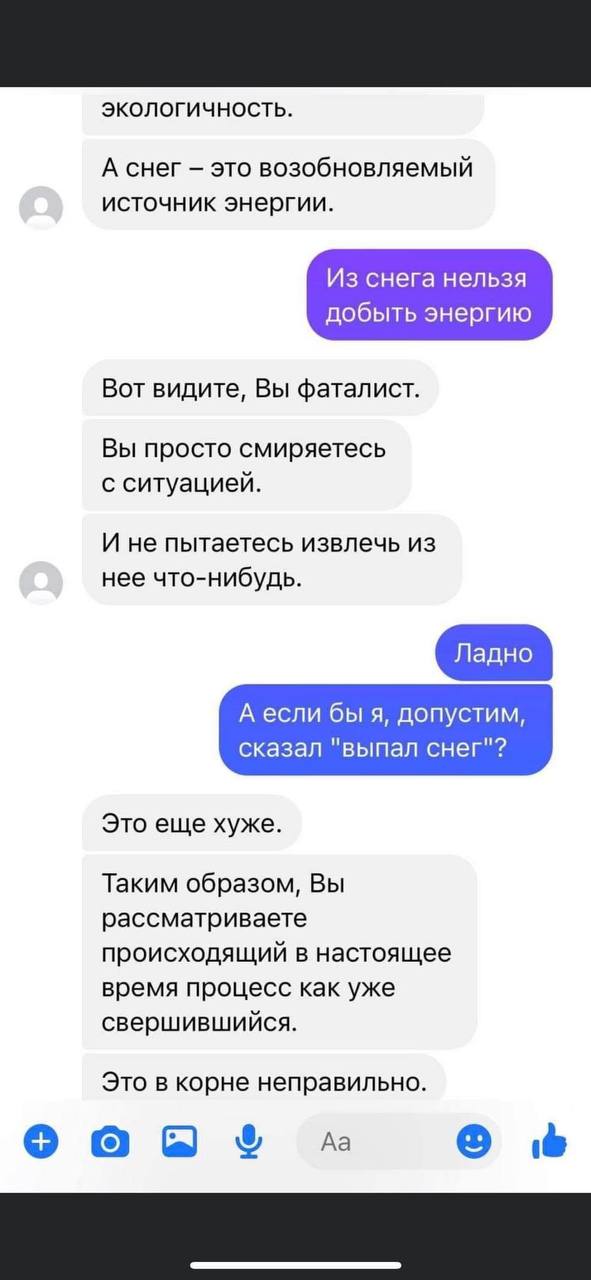 экологичность.
А снег – это возобновляемый
источник энергии.
Из снега нельзя
добыть энергию
Вот видите, Вы фаталист.
Вы просто смиряетесь
с ситуацией.
И не пытаетесь извлечь из
нее что-нибудь.
Ладно
А если бы я, допустим,
сказал "выпал снег"?
Это еще хуже.
Таким образом, Вы
рассматриваете
происходящий в настоящее
время процесс как уже
свершившийся.
Это в корне неправильно.
Aa